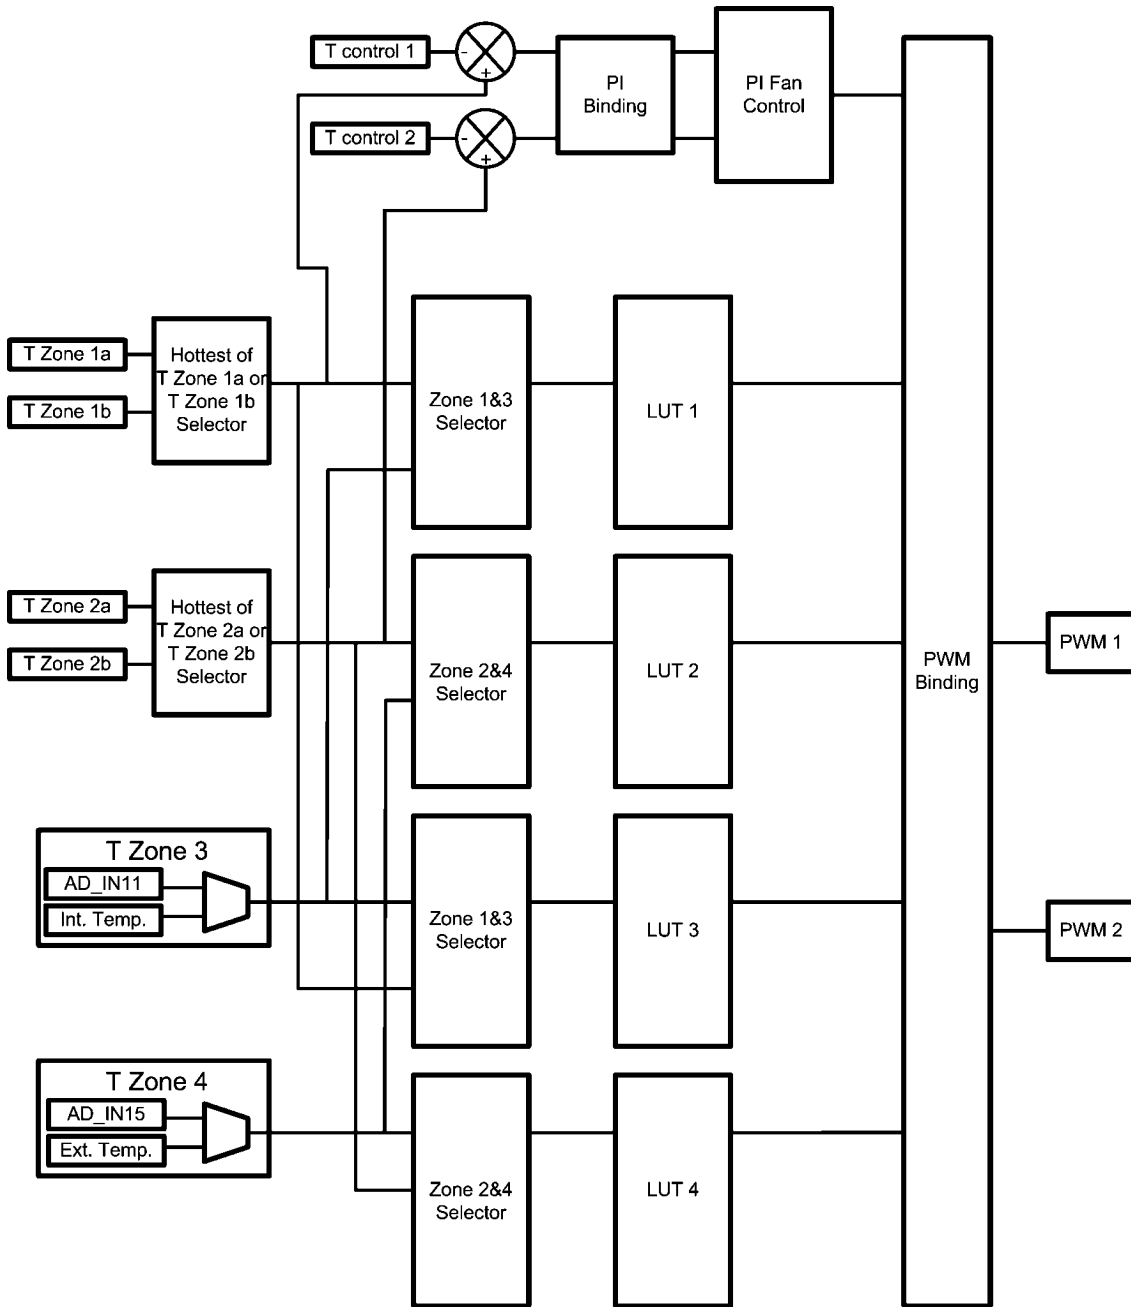 T control 1
-
+
PI
Binding
PI Fan
Control
T control 2
-
+
T Zone 1a
T Zone 1b
Hottest of
T Zone 1a or
T Zone 1b
Selector
Zone 1&3
Selector
LUT 1
T Zone 2a
T Zone 2b
Hottest of
T Zone 2a or
T Zone 2b
Selector
Zone 2&4
Selector
LUT 2
PWM
Binding
PWM 1
T Zone 3
AD_IN11
Int. Temp.
Zone 1&3
Selector
LUT 3
PWM 2
T Zone 4
AD_IN15
Ext. Temp.
Zone 2&4
Selector
LUT 4